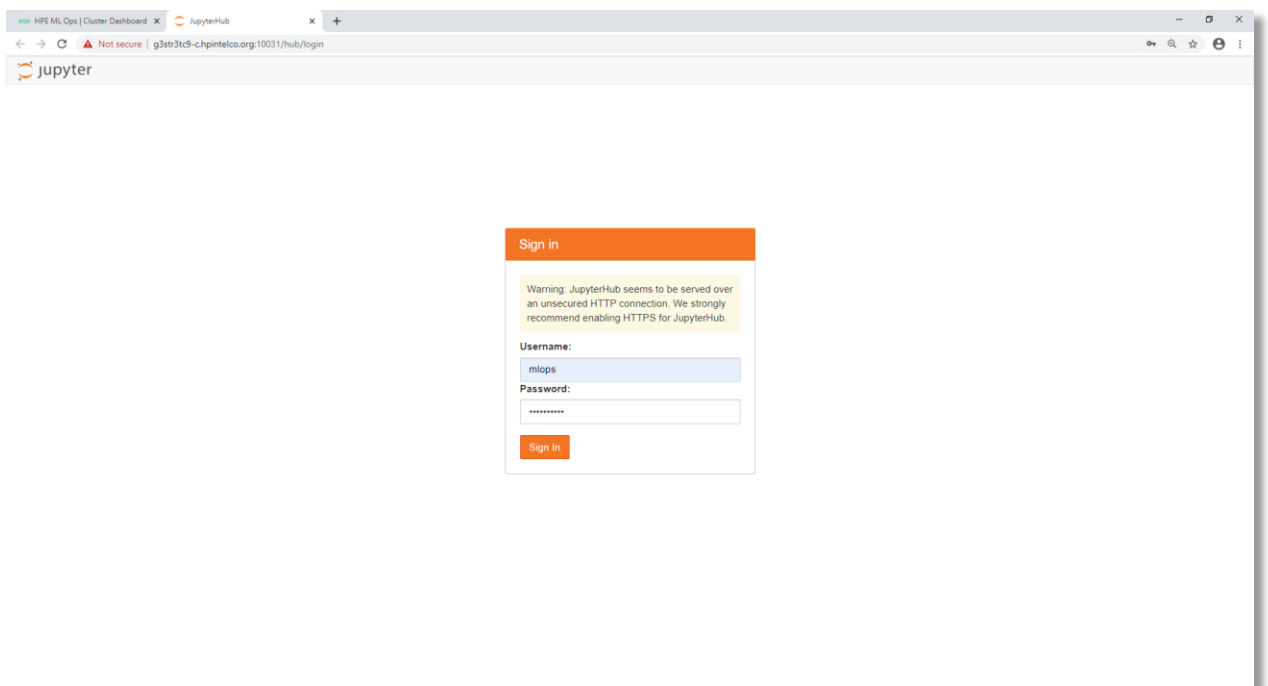 HPE ML Ops | Cluster Dashboard
JupyterHub
Not secure | g3str3tc9-c.hpintelco.org:10031/hub/login
jupyter
Sign in
Warning: JupyterHub seems to be served over
an unsecured HTTP connection. We strongly
recommend enabling HTTPS for JupyterHub.
Username:
mlops
Password:
••••••••••
Sign In